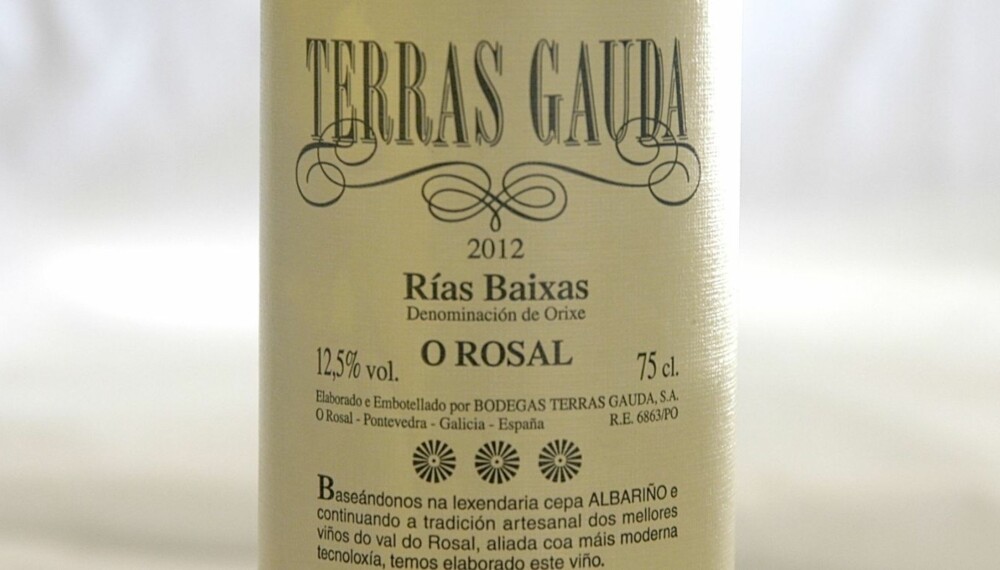 TERRAS GAUDA
2012
Rías Baixas
Denominación de Orixe
O ROSAL
12,5% vol.
75 cl.
Elaborado e Embotellado por BODEGAS TERRAS GAUDA, S.A.
O Rosal - Pontevedra - Galicia - España R.E. 6863/PO
Baseándonos na lexendaria cepa ALBARIÑO e
continuando a tradición artesanal dos mellores
viños do val do Rosal, aliada coa máis moderna
tecnoloxía, temos elaborado este viño.